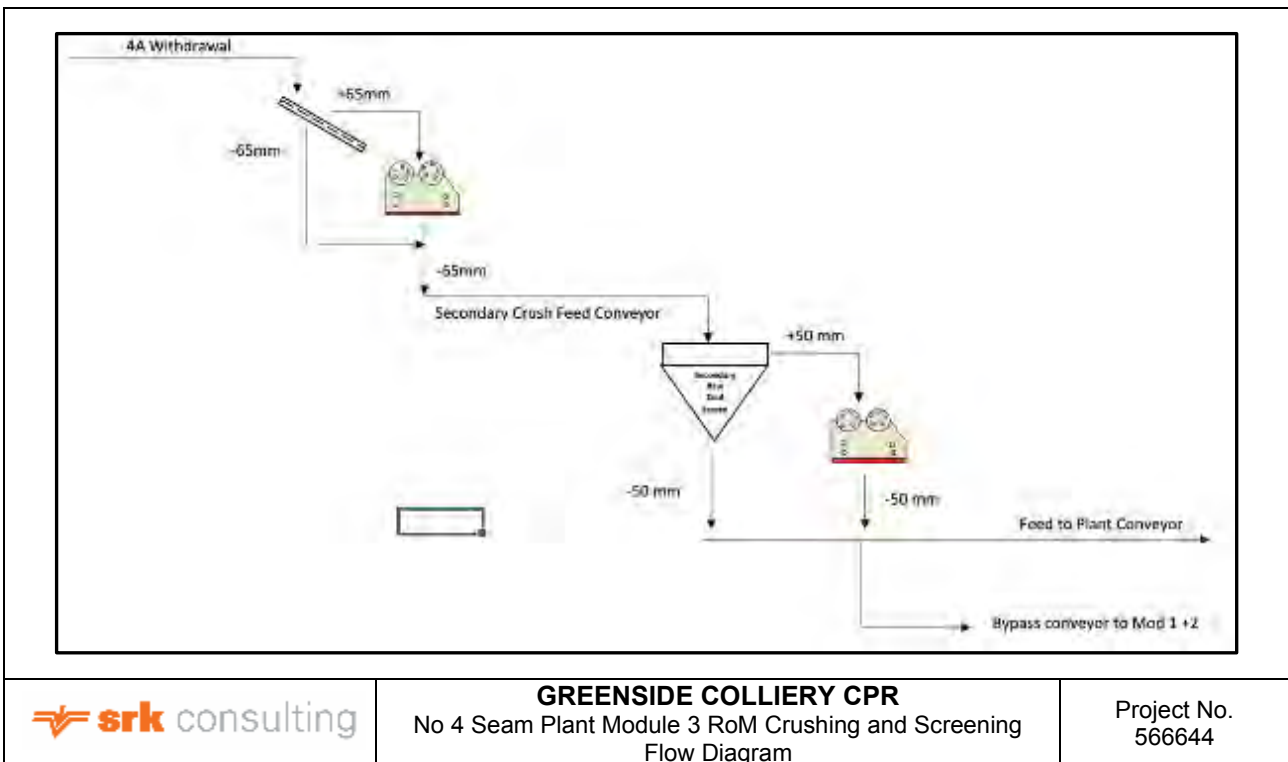 4A Withdrawal
+65mm
-65mm
-65mm
Secondary Crush Feed Conveyor
+50 mm
Secondary
Screen
-50 mm
-50 mm
Feed to Plant Conveyor
Bypass conveyor to Mod 1 +2
srk consulting
GREENSIDE COLLIERY CPR
No 4 Seam Plant Module 3 RoM Crushing and Screening
Flow Diagram
Project No.
566644